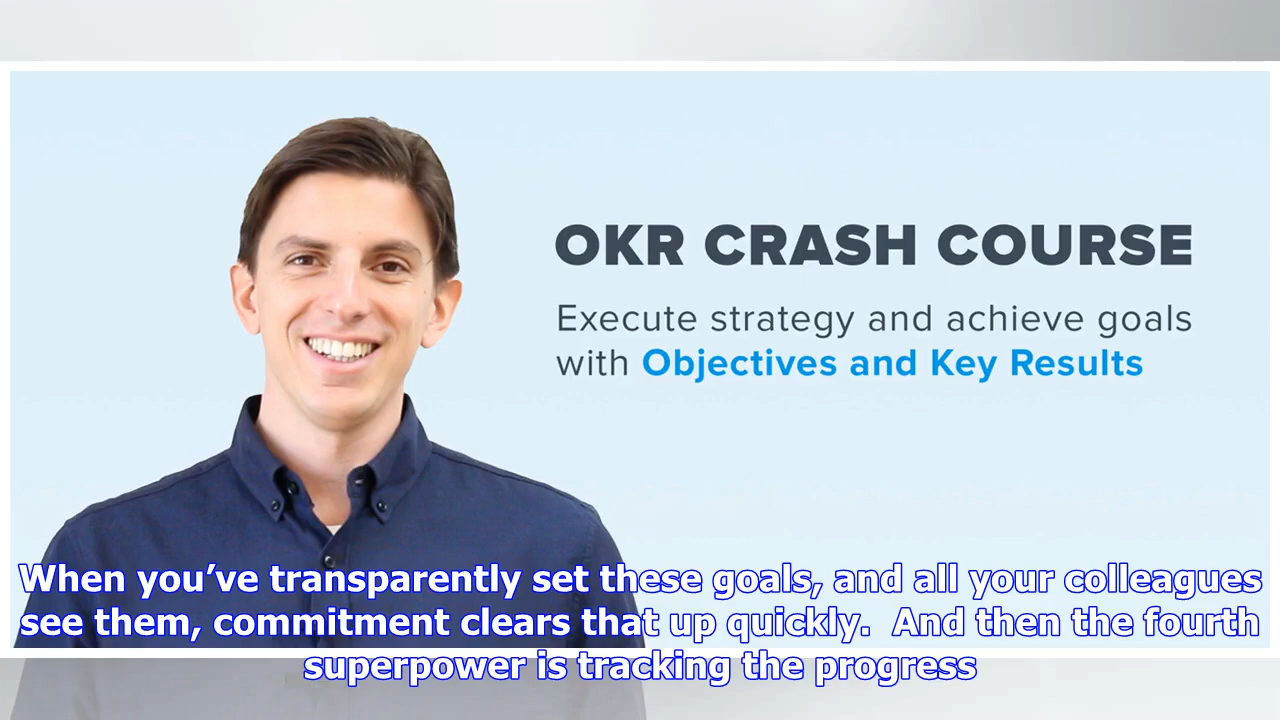 OKR CRASH COURSE
Execute strategy and achieve goals
with Objectives and Key Results
When you’ve transparently set these goals, and all your colleagues
see them, commitment clears that up quickly.  And then the fourth
superpower is tracking the progress